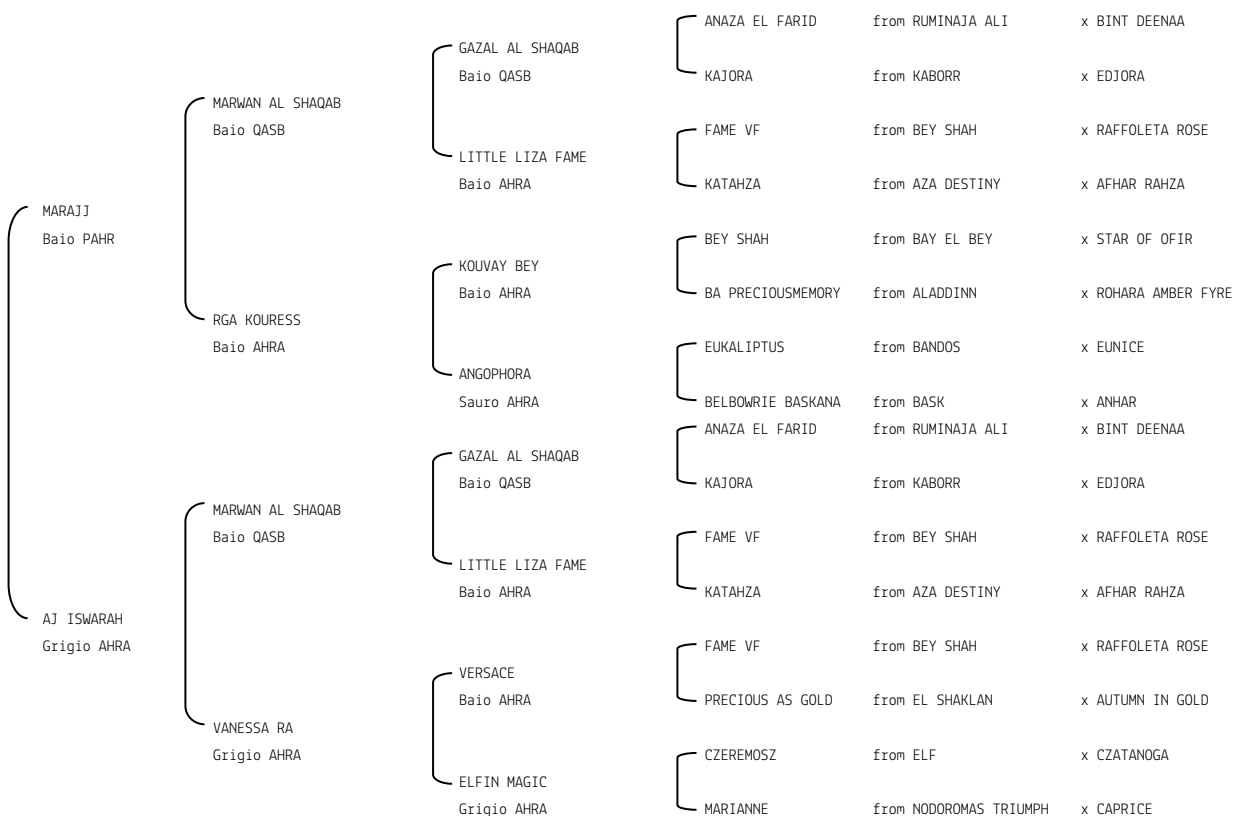 ANAZA EL FARID from RUMINAJA ALI x BINT DEENAA
GAZAL AL SHAQAB
Baio QASB KAJORA from KABORR x EDJORA
MARWAN AL SHAQAB
Baio QASB FAME VF from BEY SHAH x RAFFOLETA ROSE
LITTLE LIZA FAME
Baio AHRA KATAHZA from AZA DESTINY x AFHAR RAHZA
MARAJJ
Baio PAHR BEY SHAH from BAY EL BEY x STAR OF OFIR
KOUVAY BEY
Baio AHRA BA PRECIOUSMEMORY from ALADDINN x ROHARA AMBER FYRE
RGA KOURESS
Baio AHRA EUKALIPTUS from BANDOS x EUNICE
ANGOPHORA
Sauro AHRA BELBOWRIE BASKANA from BASK x ANHAR
ANAZA EL FARID from RUMINAJA ALI x BINT DEENAA
GAZAL AL SHAQAB
Baio QASB KAJORA from KABORR x EDJORA
MARWAN AL SHAQAB
Baio QASB FAME VF from BEY SHAH x RAFFOLETA ROSE
LITTLE LIZA FAME
Baio AHRA KATAHZA from AZA DESTINY x AFHAR RAHZA
AJ ISWARAH
Grigio AHRA FAME VF from BEY SHAH x RAFFOLETA ROSE
VERSACE
Baio AHRA PRECIOUS AS GOLD from EL SHAKLAN x AUTUMN IN GOLD
VANESSA RA
Grigio AHRA CZEREMOSZ from ELF x CZATANOGA
ELFIN MAGIC
Grigio AHRA MARIANNE from NODOROMAS TRIUMPH x CAPRICE